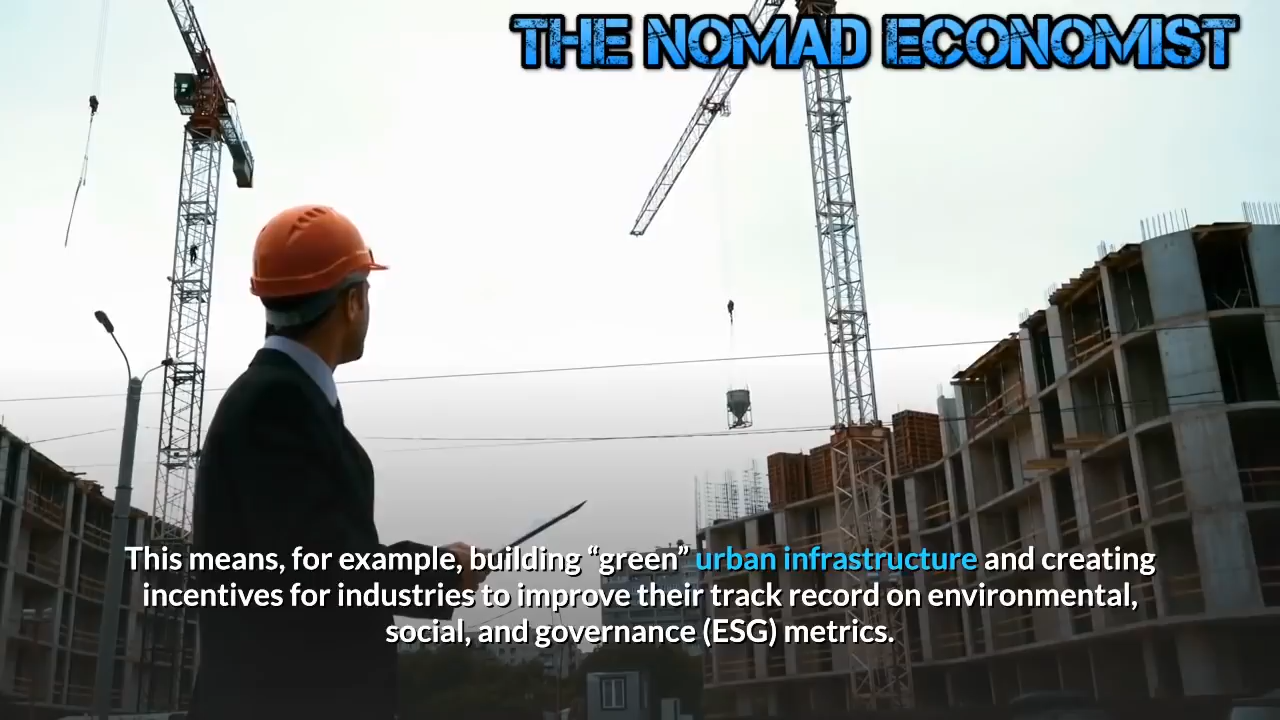 THE NOMAD ECONOMIST
This means, for example, building “green” urban infrastructure and creating
incentives for industries to improve their track record on environmental,
social, and governance (ESG) metrics.